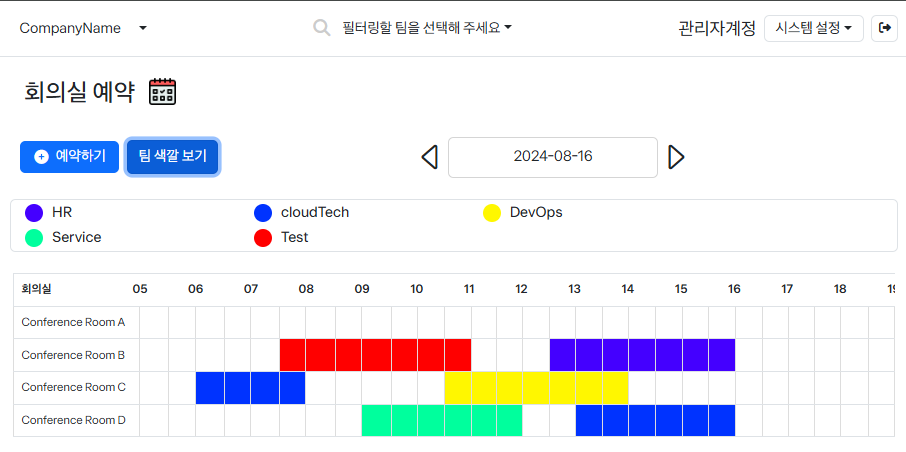 CompanyName 필터링할 팀을 선택해 주세요 관리자계정 시스템 설정
회의실 예약
예약하기 팀 색깔 보기 2024-08-16
HR cloudTech DevOps
Service Test
회의실 05 06 07 08 09 10 11 12 13 14 15 16 17 18
Conference Room A
Conference Room B
Conference Room C
Conference Room D